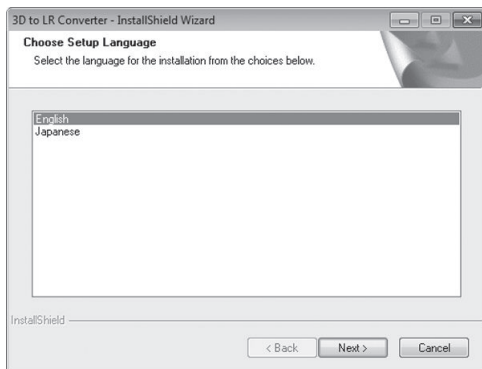 3D to LR Converter - InstallShield Wizard
Choose Setup Language
Select the language for the installation from the choices below.
English
Japanese
InstallShield
< Back
Next >
Cancel